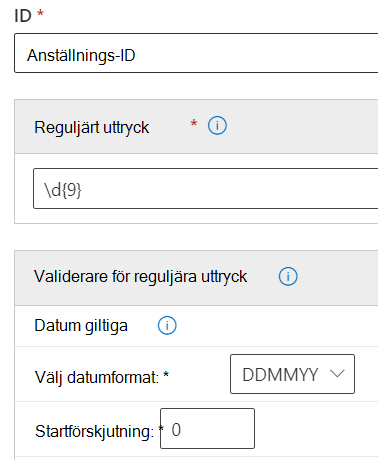 ID *
Anställnings-ID
Reguljärt uttryck *
\d{9}
Validerare för reguljära uttryck
Datum giltiga
Välj datumformat: * DDMMYY
Startförskjutning: * 0